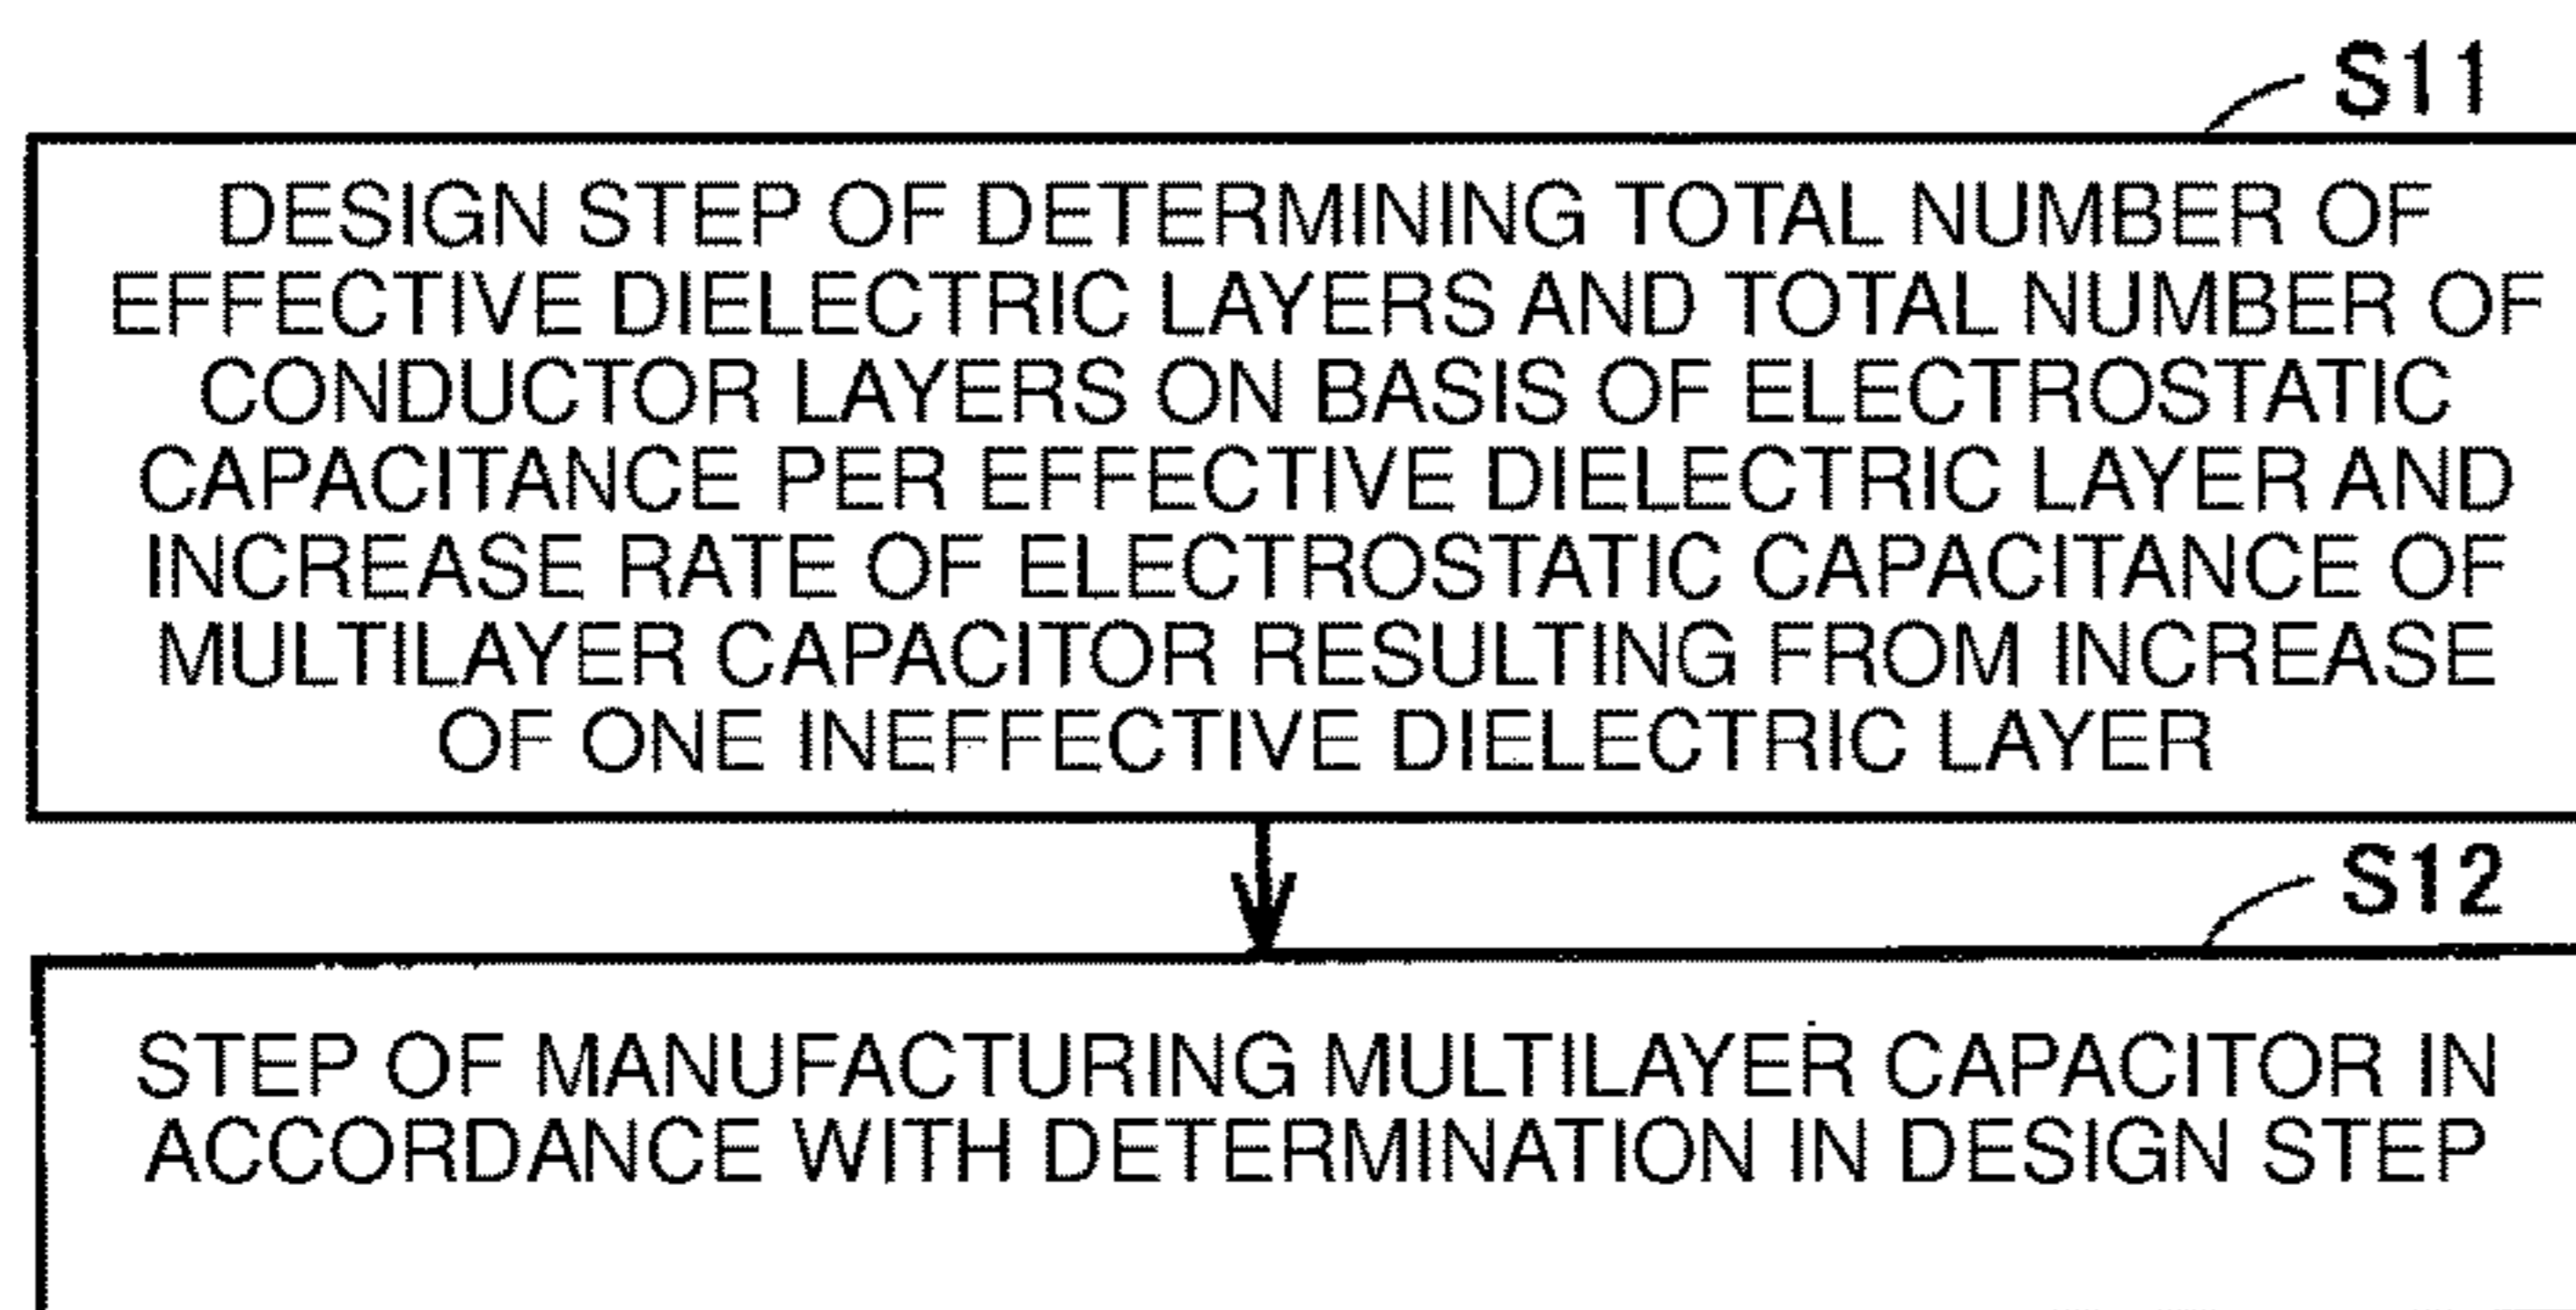 S11
DESIGN STEP OF DETERMINING TOTAL NUMBER OF
EFFECTIVE DIELECTRIC LAYERS AND TOTAL NUMBER OF
CONDUCTOR LAYERS ON BASIS OF ELECTROSTATIC
CAPACITANCE PER EFFECTIVE DIELECTRIC LAYER AND
INCREASE RATE OF ELECTROSTATIC CAPACITANCE OF
MULTILAYER CAPACITOR RESULTING FROM INCREASE
OF ONE INEFFECTIVE DIELECTRIC LAYER
S12
STEP OF MANUFACTURING MULTILAYER CAPACITOR IN
ACCORDANCE WITH DETERMINATION IN DESIGN STEP